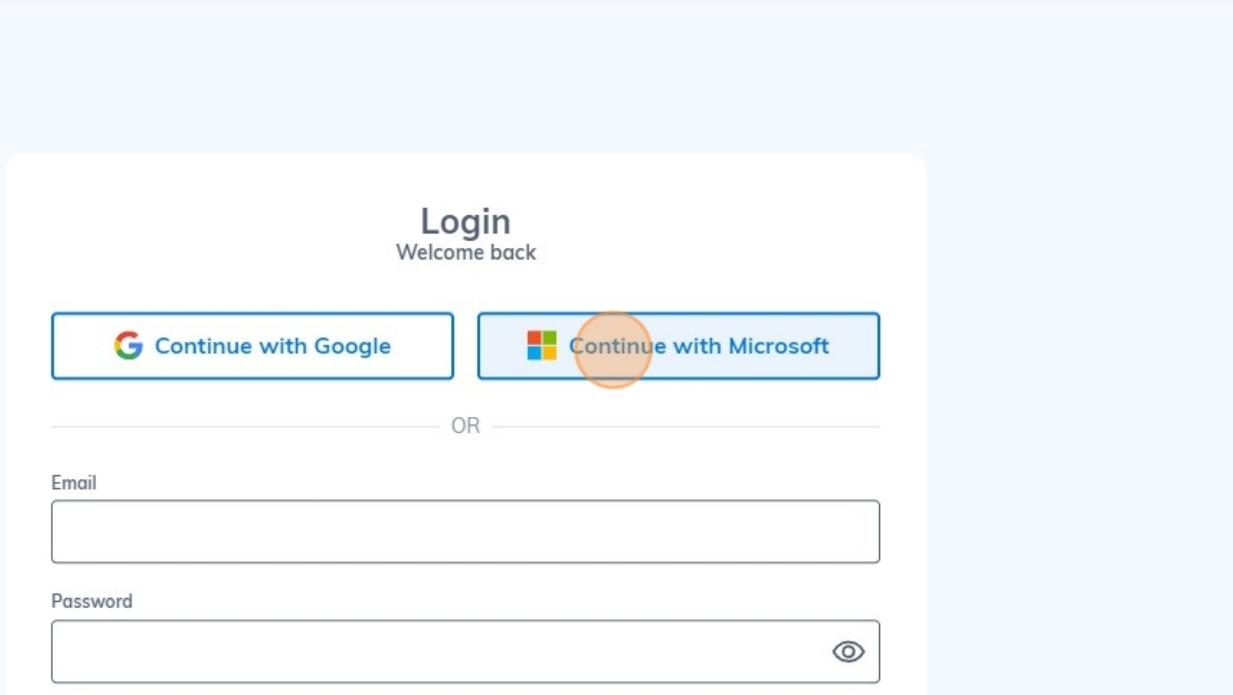 Login
Welcome back
Continue with Google
Continue with Microsoft
OR
Email
Password